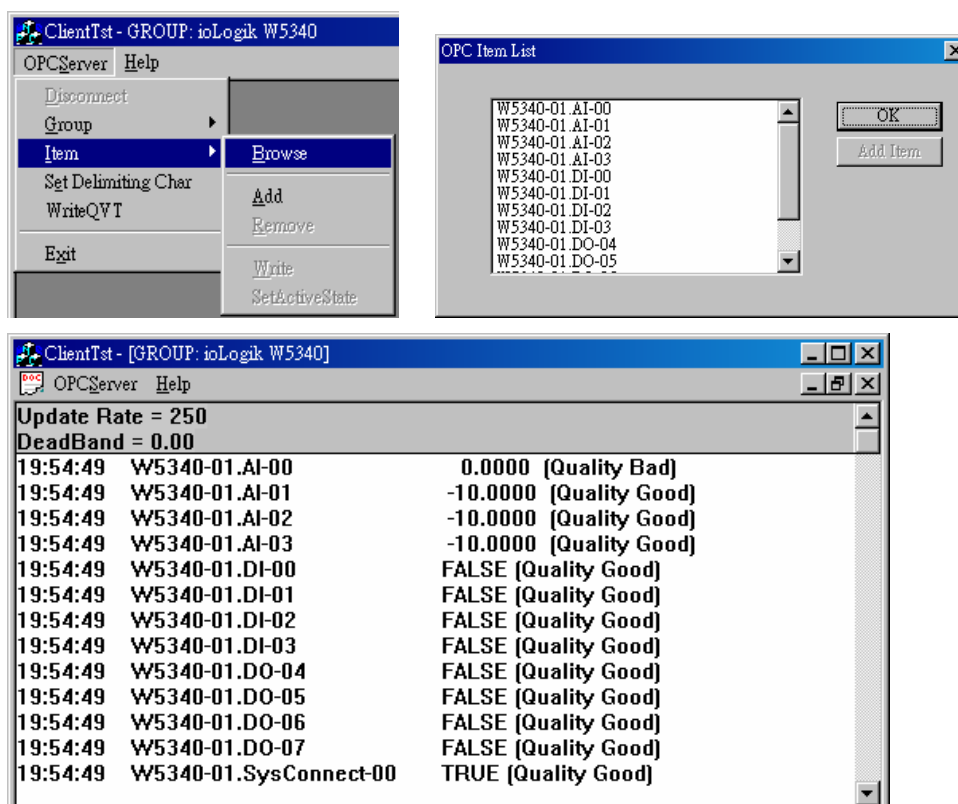 ClientTst - GROUP: ioLogik W5340
OPCServer Help
Disconnect
Group
Item
Set Delimiting Char
WriteQVT
Exit
Browse
Add
Remove
Write
SetActiveState
OPC Item List
W5340-01.AI-00
W5340-01.AI-01
W5340-01.AI-02
W5340-01.AI-03
W5340-01.DI-00
W5340-01.DI-01
W5340-01.DI-02
W5340-01.DI-03
W5340-01.DO-04
W5340-01.DO-05
OK
Add Item
ClientTst - [GROUP: ioLogik W5340]
DOC OPCServer Help
Update Rate = 250
DeadBand = 0.00
19:54:49 W5340-01.AI-00 0.0000 (Quality Bad)
19:54:49 W5340-01.AI-01 -10.0000 (Quality Good)
19:54:49 W5340-01.AI-02 -10.0000 (Quality Good)
19:54:49 W5340-01.AI-03 -10.0000 (Quality Good)
19:54:49 W5340-01.DI-00 FALSE (Quality Good)
19:54:49 W5340-01.DI-01 FALSE (Quality Good)
19:54:49 W5340-01.DI-02 FALSE (Quality Good)
19:54:49 W5340-01.DI-03 FALSE (Quality Good)
19:54:49 W5340-01.DO-04 FALSE (Quality Good)
19:54:49 W5340-01.DO-05 FALSE (Quality Good)
19:54:49 W5340-01.DO-06 FALSE (Quality Good)
19:54:49 W5340-01.DO-07 FALSE (Quality Good)
19:54:49 W5340-01.SysConnect-00 TRUE (Quality Good)